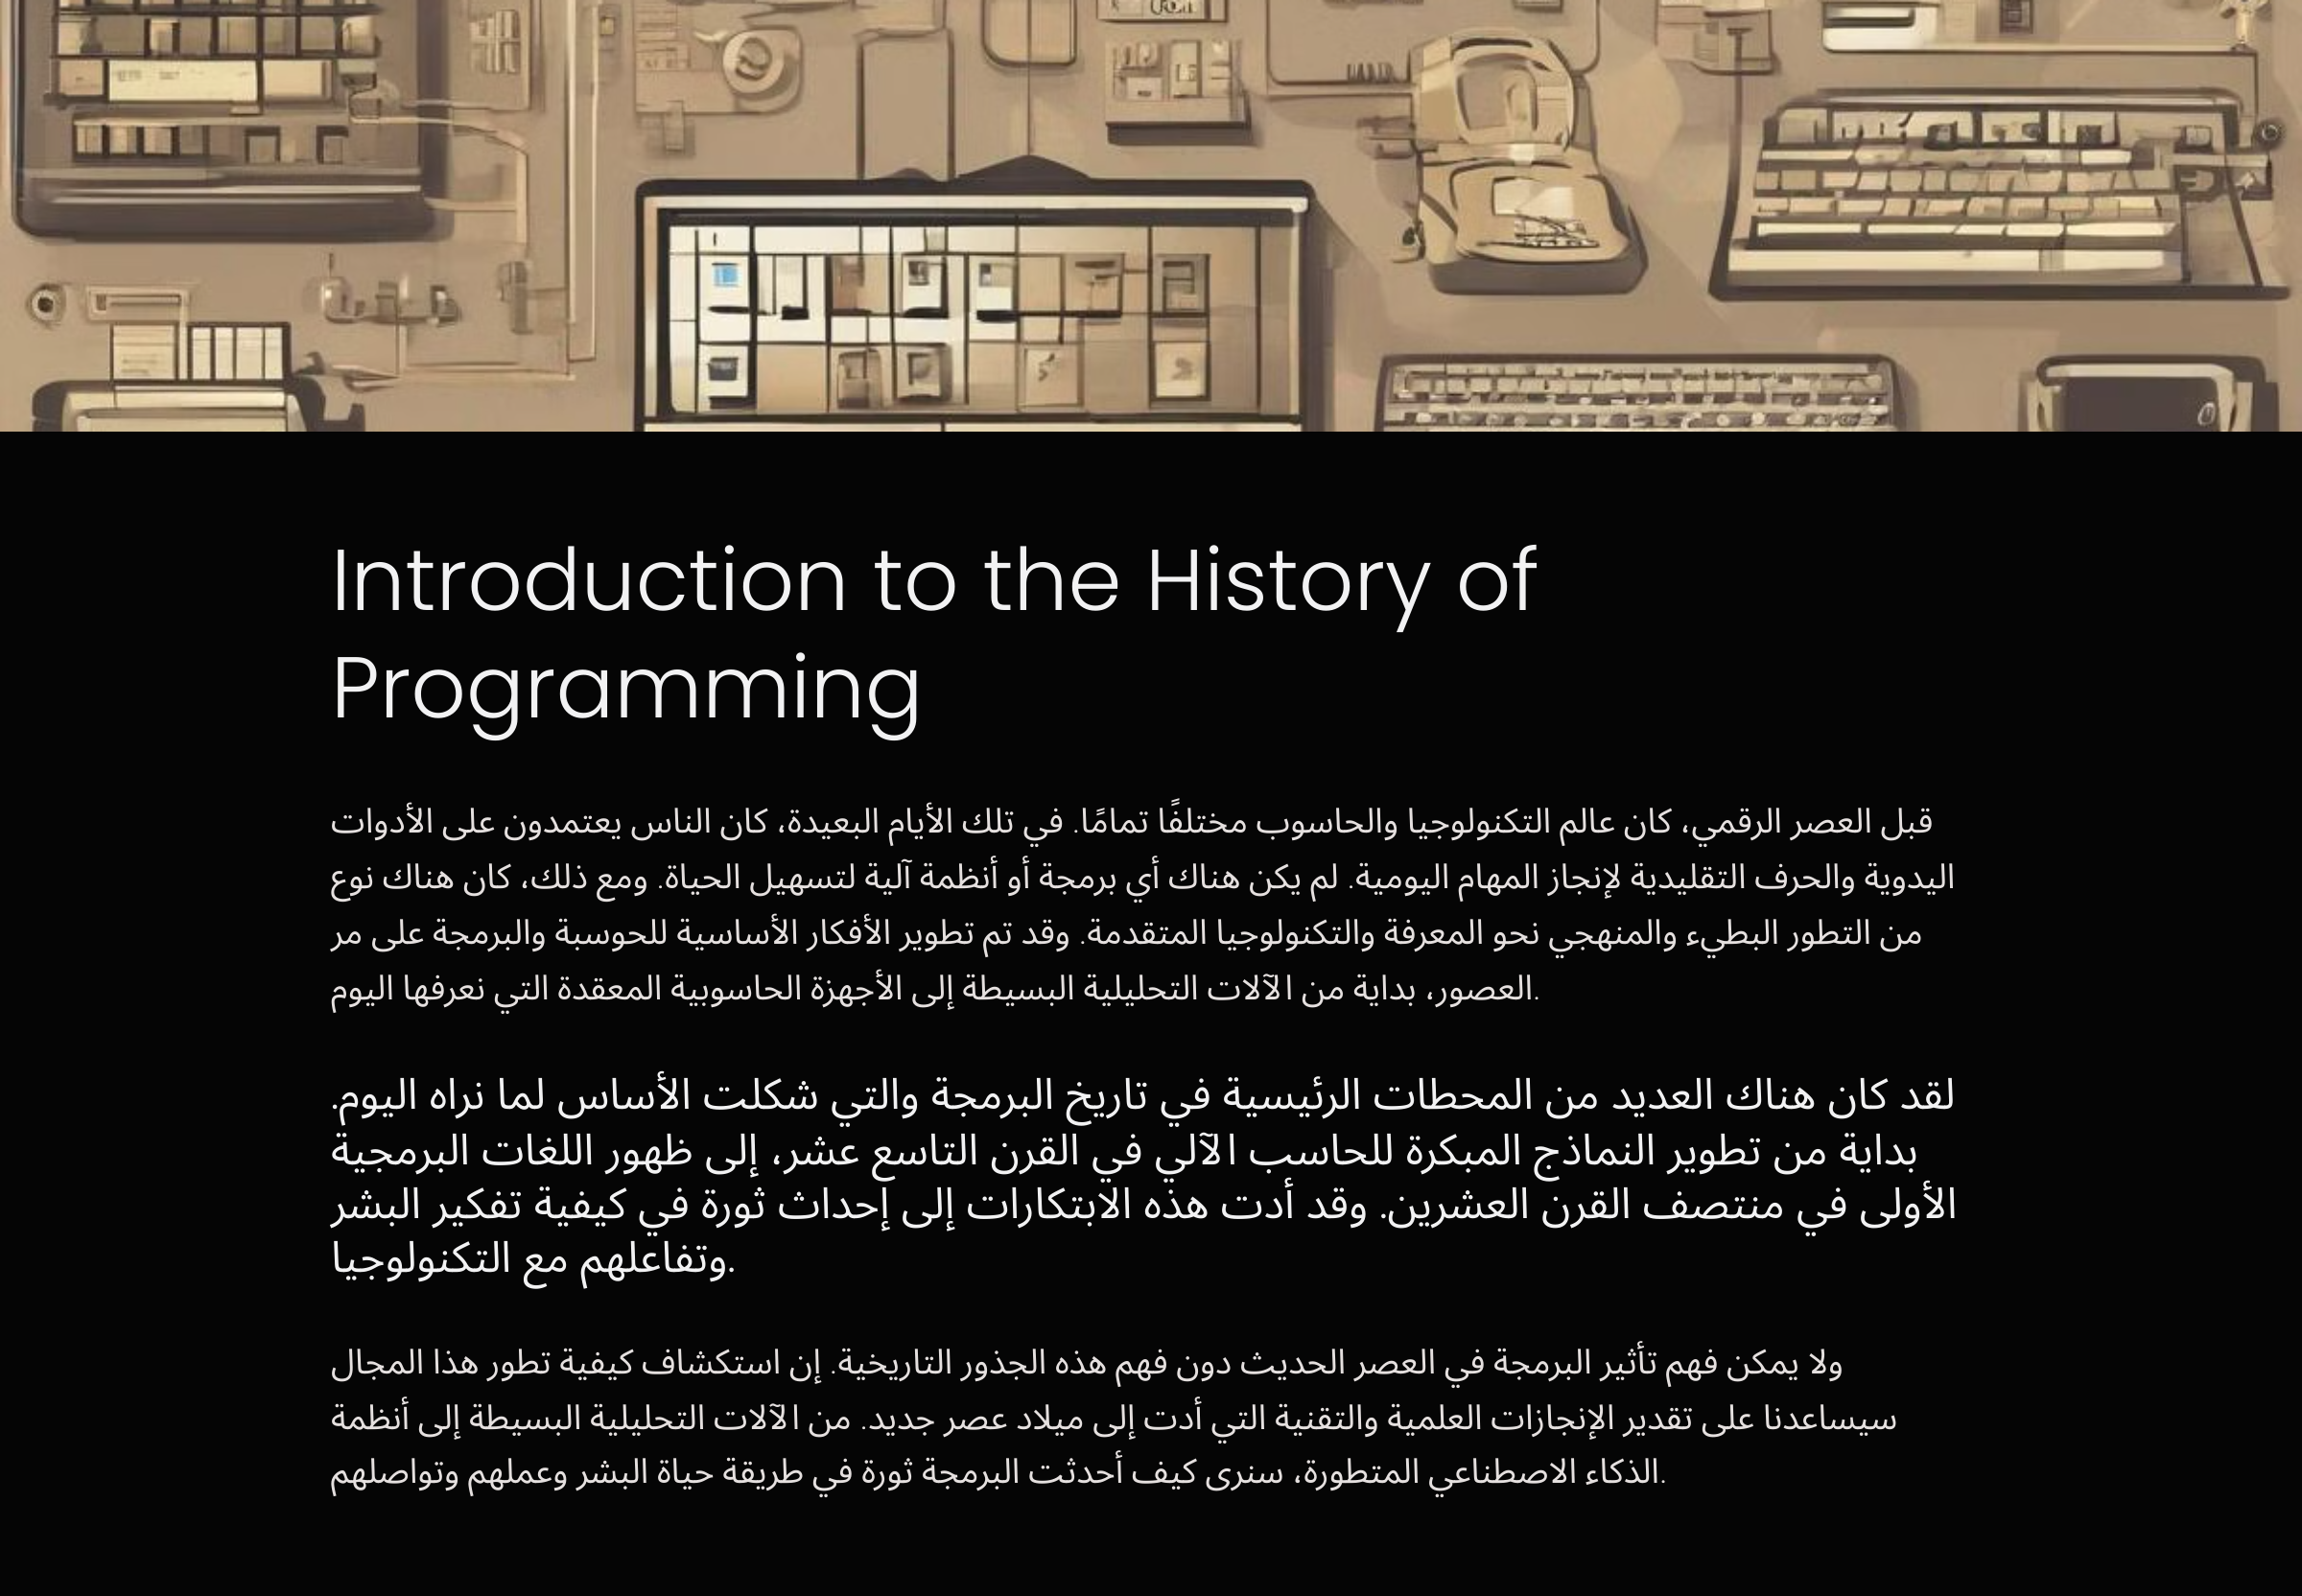 Introduction to the History of
Programming
قبل العصر الرقمي، كان عالم التكنولوجيا والحاسوب مختلفًا تمامًا. في تلك الأيام البعيدة، كان الناس يعتمدون على الأدوات
اليدوية والحرف التقليدية لإنجاز المهام اليومية. لم يكن هناك أي برمجة أو أنظمة آلية لتسهيل الحياة. ومع ذلك، كان هناك نوع
من التطور البطيء والمنهجي نحو المعرفة والتكنولوجيا المتقدمة. وقد تم تطوير الأفكار الأساسية للحوسبة والبرمجة على مر
العصور، بداية من الآلات التحليلية البسيطة إلى الأجهزة الحاسوبية المعقدة التي نعرفها اليوم.
لقد كان هناك العديد من المحطات الرئيسية في تاريخ البرمجة والتي شكلت الأساس لما نراه اليوم.
بداية من تطوير النماذج المبكرة للحاسب الآلي في القرن التاسع عشر، إلى ظهور اللغات البرمجية
الأولى في منتصف القرن العشرين. وقد أدت هذه الابتكارات إلى إحداث ثورة في كيفية تفكير البشر
وتفاعلهم مع التكنولوجيا.
ولا يمكن فهم تأثير البرمجة في العصر الحديث دون فهم هذه الجذور التاريخية. إن استكشاف كيفية تطور هذا المجال
سيساعدنا على تقدير الإنجازات العلمية والتقنية التي أدت إلى ميلاد عصر جديد. من الآلات التحليلية البسيطة إلى أنظمة
الذكاء الاصطناعي المتطورة، سنرى كيف أحدثت البرمجة ثورة في طريقة حياة البشر وعملهم وتواصلهم.